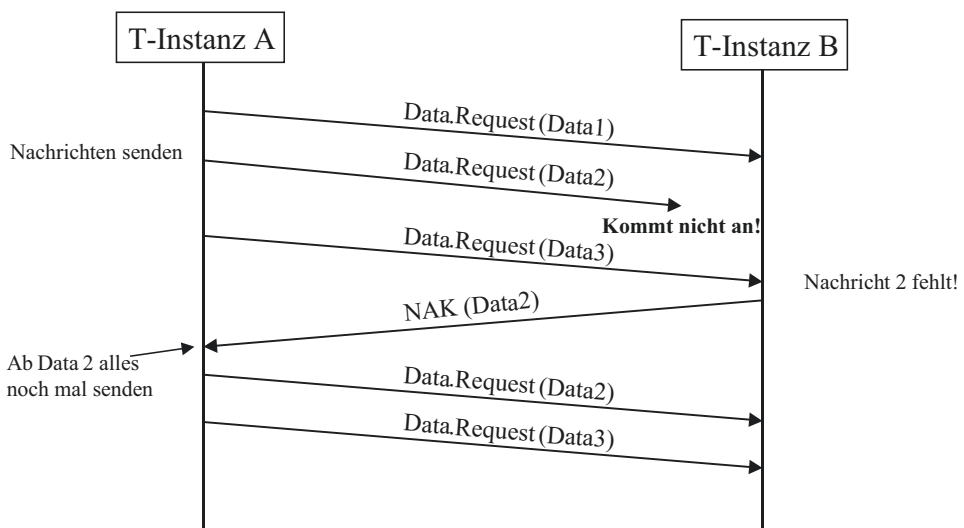 T-Instanz A
T-Instanz B
Data.Request (Data1)
Nachrichten senden
Data.Request (Data2)
Kommt nicht an!
Data.Request (Data3)
Nachricht 2 fehlt!
NAK (Data2)
Ab Data 2 alles
noch mal senden
Data.Request (Data2)
Data.Request (Data3)